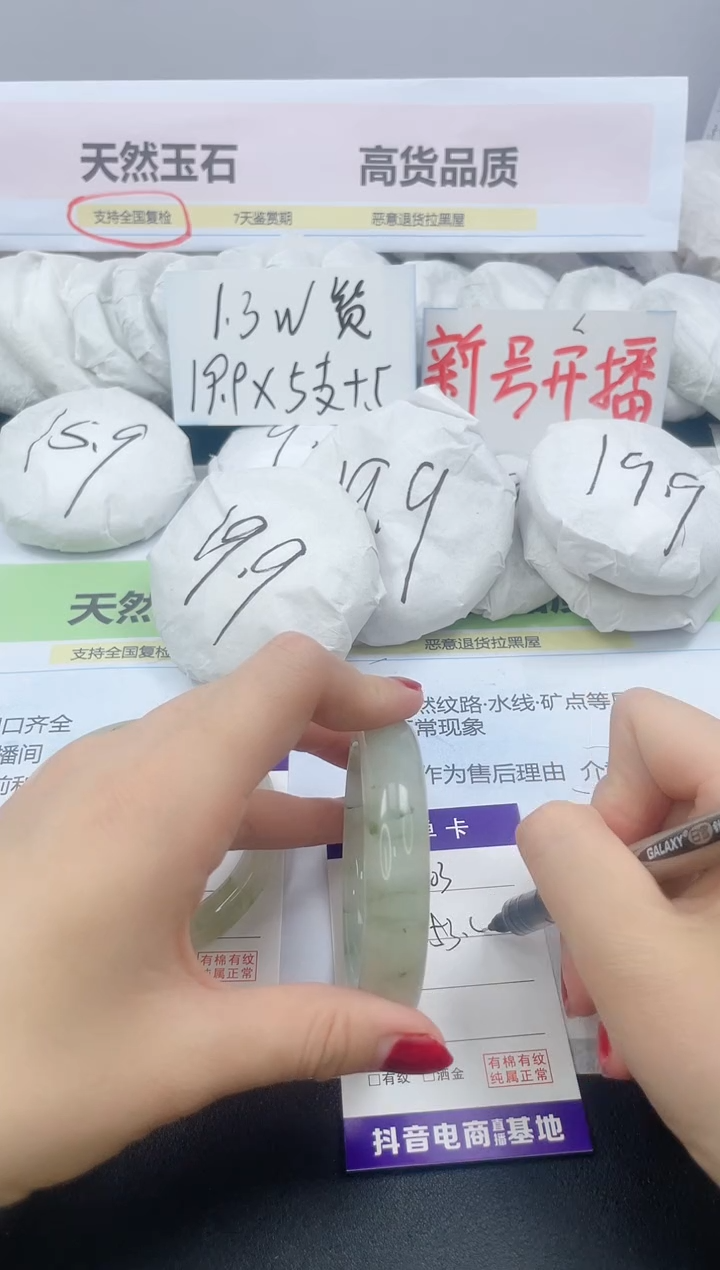 天然玉石 高货品质
支持全国复检 7天鉴赏期 恶意退货拉黑屋
1.3W赞
19.9X5支+.5
新号开播
15.9
9.
19.9
9.9
19.9
天然
支持全国复检
恶意退货拉黑屋
口齐全
播间
然纹路·水线·矿点等
常现象
作为售后理由
卡
有棉有纹
属正常
□有纹 □洒金
有棉有纹
纯属正常
抖音电商直播基地
GALAXY